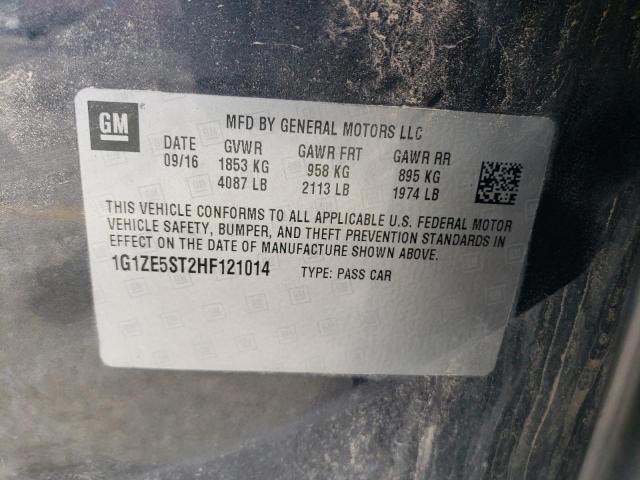 GM
MFD BY GENERAL MOTORS LLC
DATE GVWR GAWR FRT GAWR RR
09/16 1853 KG 958 KG 895 KG
4087 LB 2113 LB 1974 LB
THIS VEHICLE CONFORMS TO ALL APPLICABLE U.S. FEDERAL MOTOR
VEHICLE SAFETY, BUMPER, AND THEFT PREVENTION STANDARDS IN
EFFECT ON THE DATE OF MANUFACTURE SHOWN ABOVE.
1G1ZE5ST2HF121014 TYPE: PASS CAR